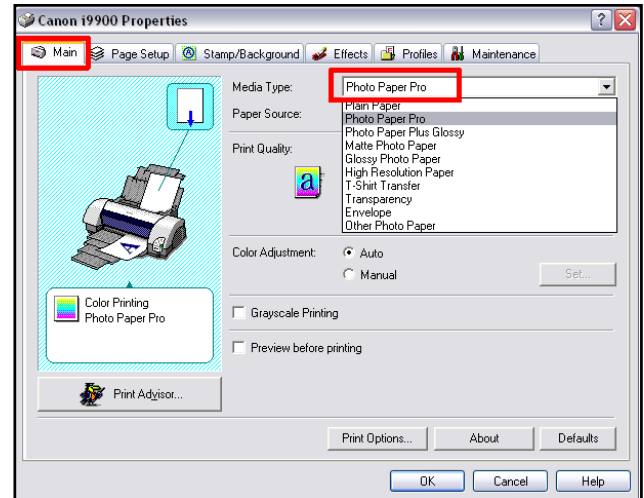 Canon i9900 Properties
Main Page Setup Stamp/Background Effects Profiles Maintenance
Media Type: Photo Paper Pro
Plain Paper
Paper Source:
Photo Paper Pro
Photo Paper Plus Glossy
Print Quality:
Matte Photo Paper
Glossy Photo Paper
High Resolution Paper
T-Shirt Transfer
Transparency
Envelope
Other Photo Paper
a
A
Color Adjustment: Auto
Manual Set...
Color Printing
Photo Paper Pro
Grayscale Printing
Preview before printing
Print Advisor...
Print Options... About Defaults
OK Cancel Help